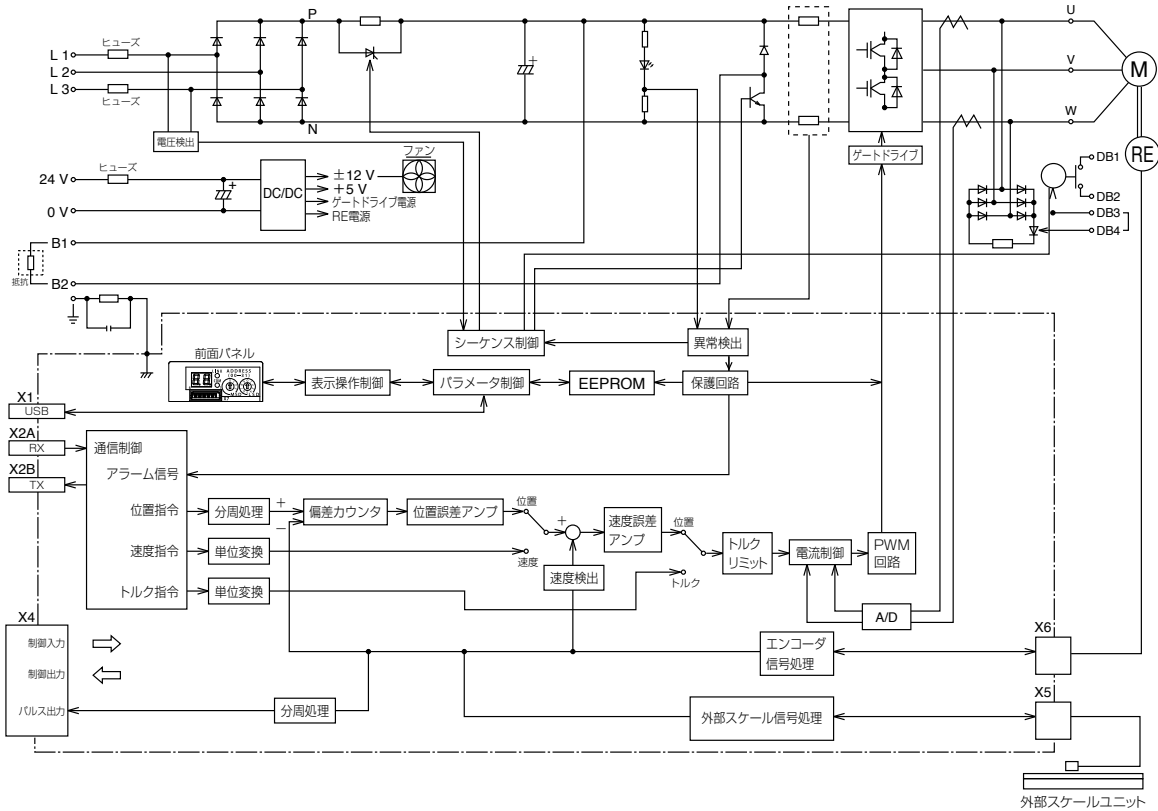 P
U
ヒューズ
L 1
L 2
L 3
ヒューズ
V
M
W
N
電圧検出
ファン
ゲートドライブ
RE
DB1
DB2
DB3
DB4
ヒューズ
24 V
0 V
DC/DC
±12 V
+5 V
ゲートドライブ電源
RE電源
B1
抵抗
B2
シーケンス制御
異常検出
前面パネル
ADDRESS
表示操作制御
パラメータ制御
EEPROM
保護回路
X1
USB
X2A
RX
X2B
TX
通信制御
アラーム信号
位置指令
分周処理
+
−
偏差カウンタ
位置誤差アンプ
位置
+
速度誤差
アンプ
位置
トルク
リミット
電流制御
PWM
回路
速度指令
単位変換
速度
速度検出
トルク
トルク指令
単位変換
A/D
X4
制御入力
制御出力
パルス出力
エンコーダ
信号処理
X6
分周処理
外部スケール信号処理
X5
外部スケールユニット